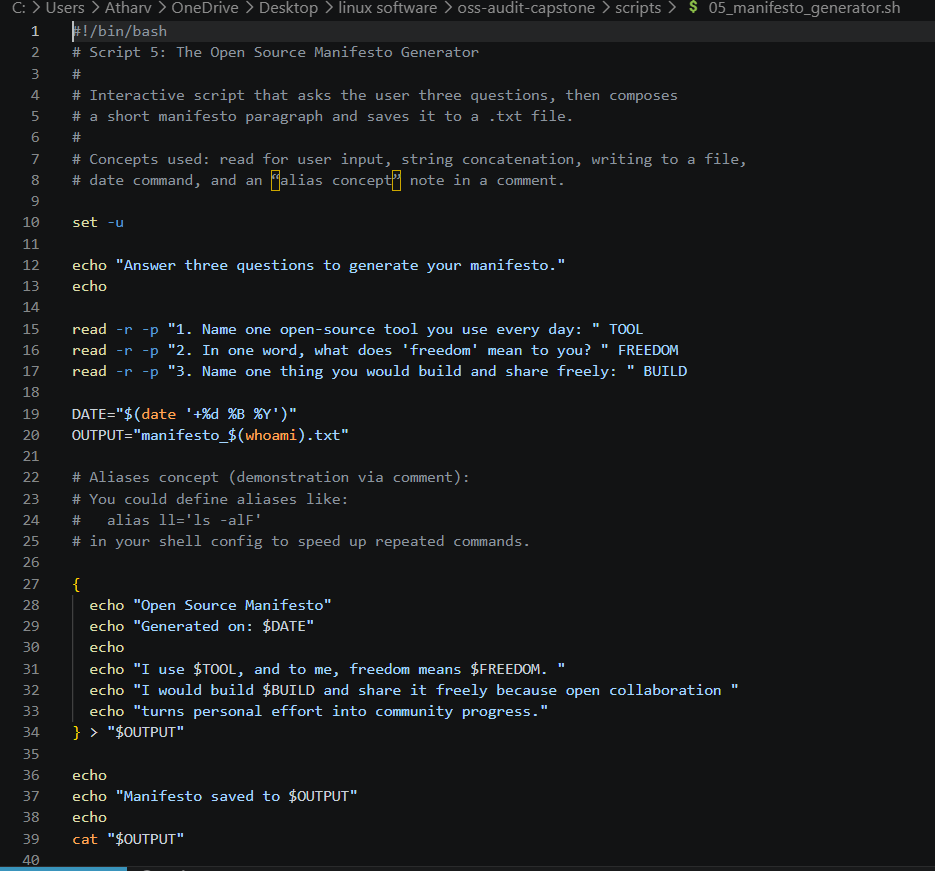 C: > Users > Atharv > OneDrive > Desktop > linux software > oss-audit-capstone > scripts > $ 05_manifesto_generator.sh
1 #!/bin/bash
2 # Script 5: The Open Source Manifesto Generator
3 #
4 # Interactive script that asks the user three questions, then composes
5 # a short manifesto paragraph and saves it to a .txt file.
6 #
7 # Concepts used: read for user input, string concatenation, writing to a file,
8 # date command, and an “alias concept” note in a comment.
9
10 set -u
11
12 echo "Answer three questions to generate your manifesto."
13 echo
14
15 read -r -p "1. Name one open-source tool you use every day: " TOOL
16 read -r -p "2. In one word, what does 'freedom' mean to you? " FREEDOM
17 read -r -p "3. Name one thing you would build and share freely: " BUILD
18
19 DATE="$(date '+%d %B %Y')"
20 OUTPUT="manifesto_$(whoami).txt"
21
22 # Aliases concept (demonstration via comment):
23 # You could define aliases like:
24 #   alias ll='ls -alF'
25 # in your shell config to speed up repeated commands.
26
27 {
28   echo "Open Source Manifesto"
29   echo "Generated on: $DATE"
30   echo
31   echo "I use $TOOL, and to me, freedom means $FREEDOM. "
32   echo "I would build $BUILD and share it freely because open collaboration "
33   echo "turns personal effort into community progress."
34 } > "$OUTPUT"
35
36 echo
37 echo "Manifesto saved to $OUTPUT"
38 echo
39 cat "$OUTPUT"
40